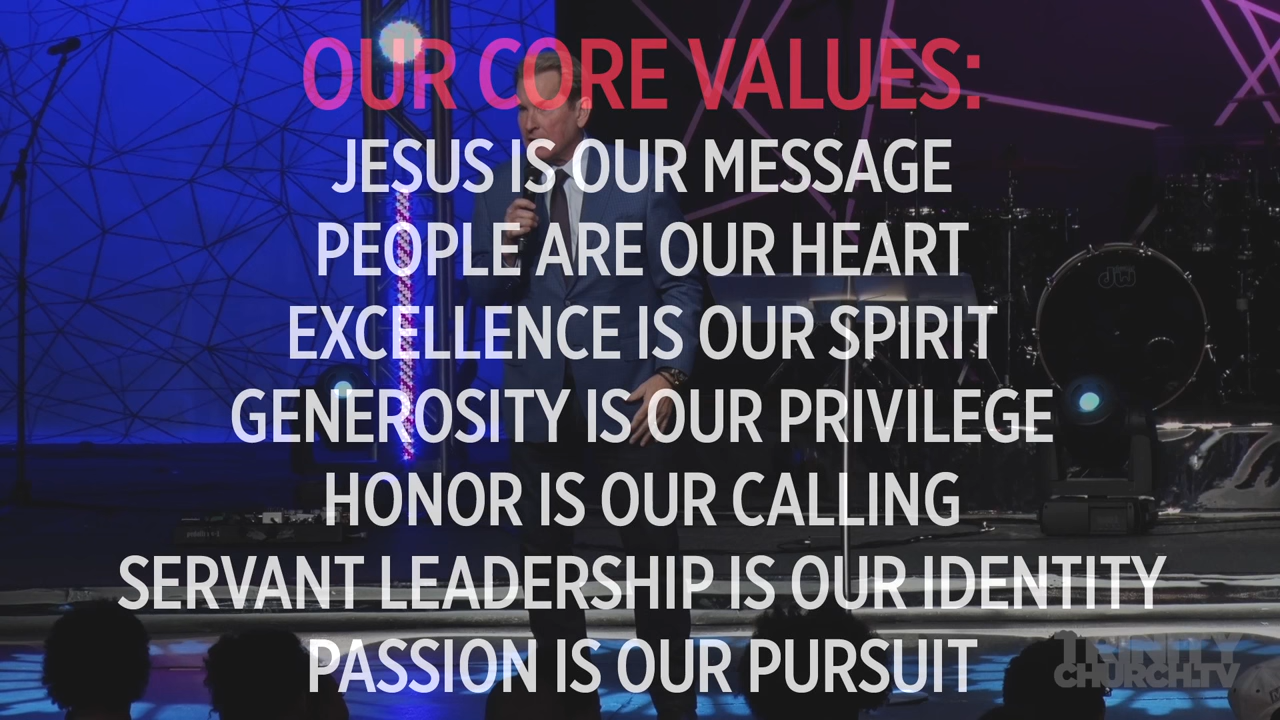 OUR CORE VALUES:
JESUS IS OUR MESSAGE
PEOPLE ARE OUR HEART
EXCELLENCE IS OUR SPIRIT
GENEROSITY IS OUR PRIVILEGE
HONOR IS OUR CALLING
SERVANT LEADERSHIP IS OUR IDENTITY
PASSION IS OUR PURSUIT
TRINITY
CHURCH.TV